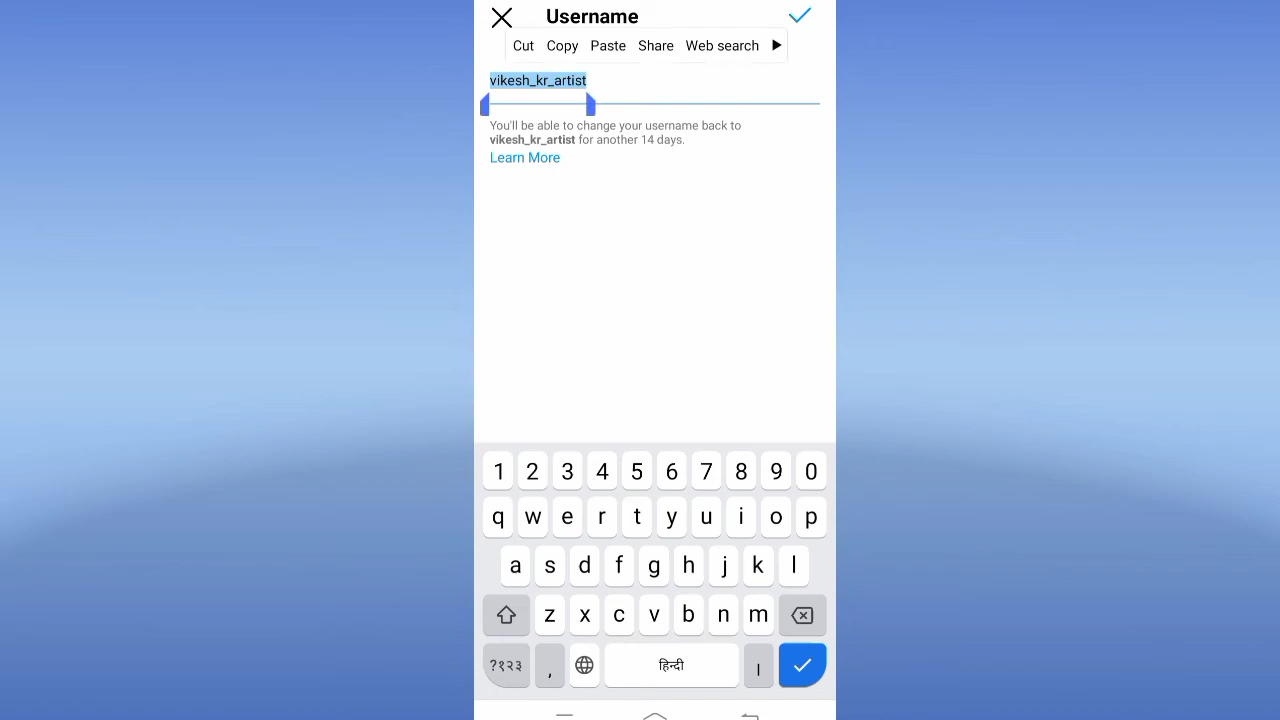 Username
Cut Copy Paste Share Web search
vikesh_kr_artist
You'll be able to change your username back to
vikesh_kr_artist for another 14 days.
Learn More
1 2 3 4 5 6 7 8 9 0
q w e r t y u i o p
a s d f g h j k l
z x c v b n m
?१२३ , हिन्दी ।